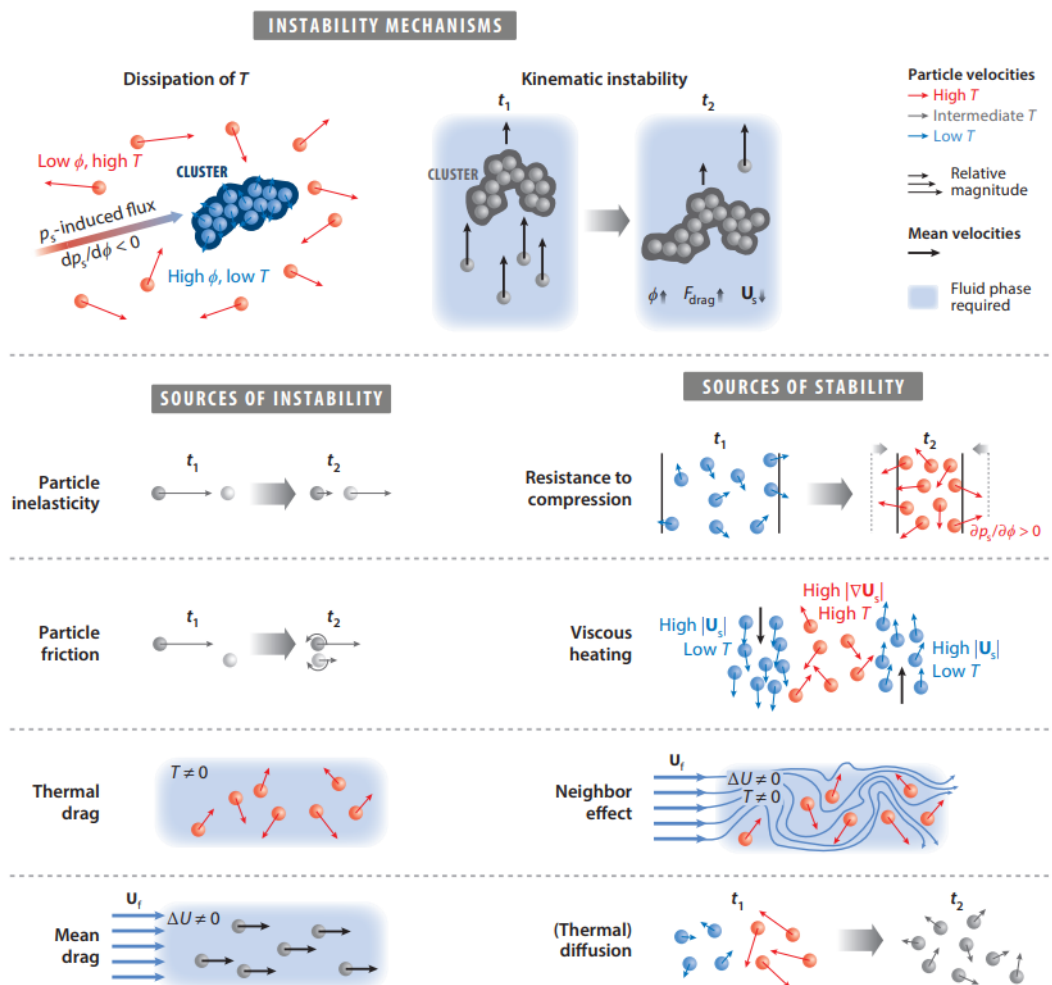 INSTABILITY MECHANISMS
Dissipation of T
Low ϕ, high T
CLUSTER
pₛ-induced flux
dpₛ/dϕ < 0
High ϕ, low T
Kinematic instability
t₁
t₂
CLUSTER
ϕ↑ F_drag↑ Uₛ↓
Particle velocities
High T
Intermediate T
Low T
Relative
magnitude
Mean velocities
Fluid phase
required
SOURCES OF INSTABILITY
Particle
inelasticity
t₁
t₂
Particle
friction
t₁
t₂
Thermal
drag
T ≠ 0
Mean
drag
U_f
ΔU ≠ 0
SOURCES OF STABILITY
Resistance to
compression
t₁
t₂
∂pₛ/∂ϕ > 0
Viscous
heating
High |Uₛ|
Low T
High |∇Uₛ|
High T
High |Uₛ|
Low T
Neighbor
effect
U_f
ΔU ≠ 0
T ≠ 0
(Thermal)
diffusion
t₁
t₂